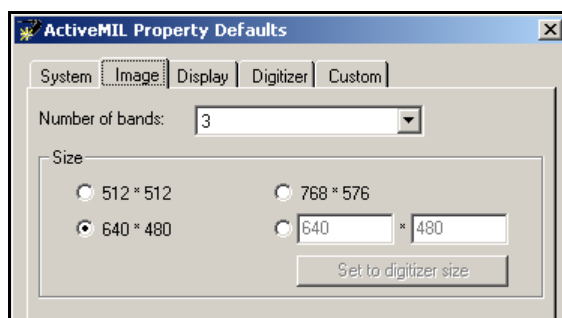 ActiveMIL Property Defaults
System Image Display Digitizer Custom
Number of bands: 3
Size
512 * 512 768 * 576
640 * 480 640 * 480
Set to digitizer size